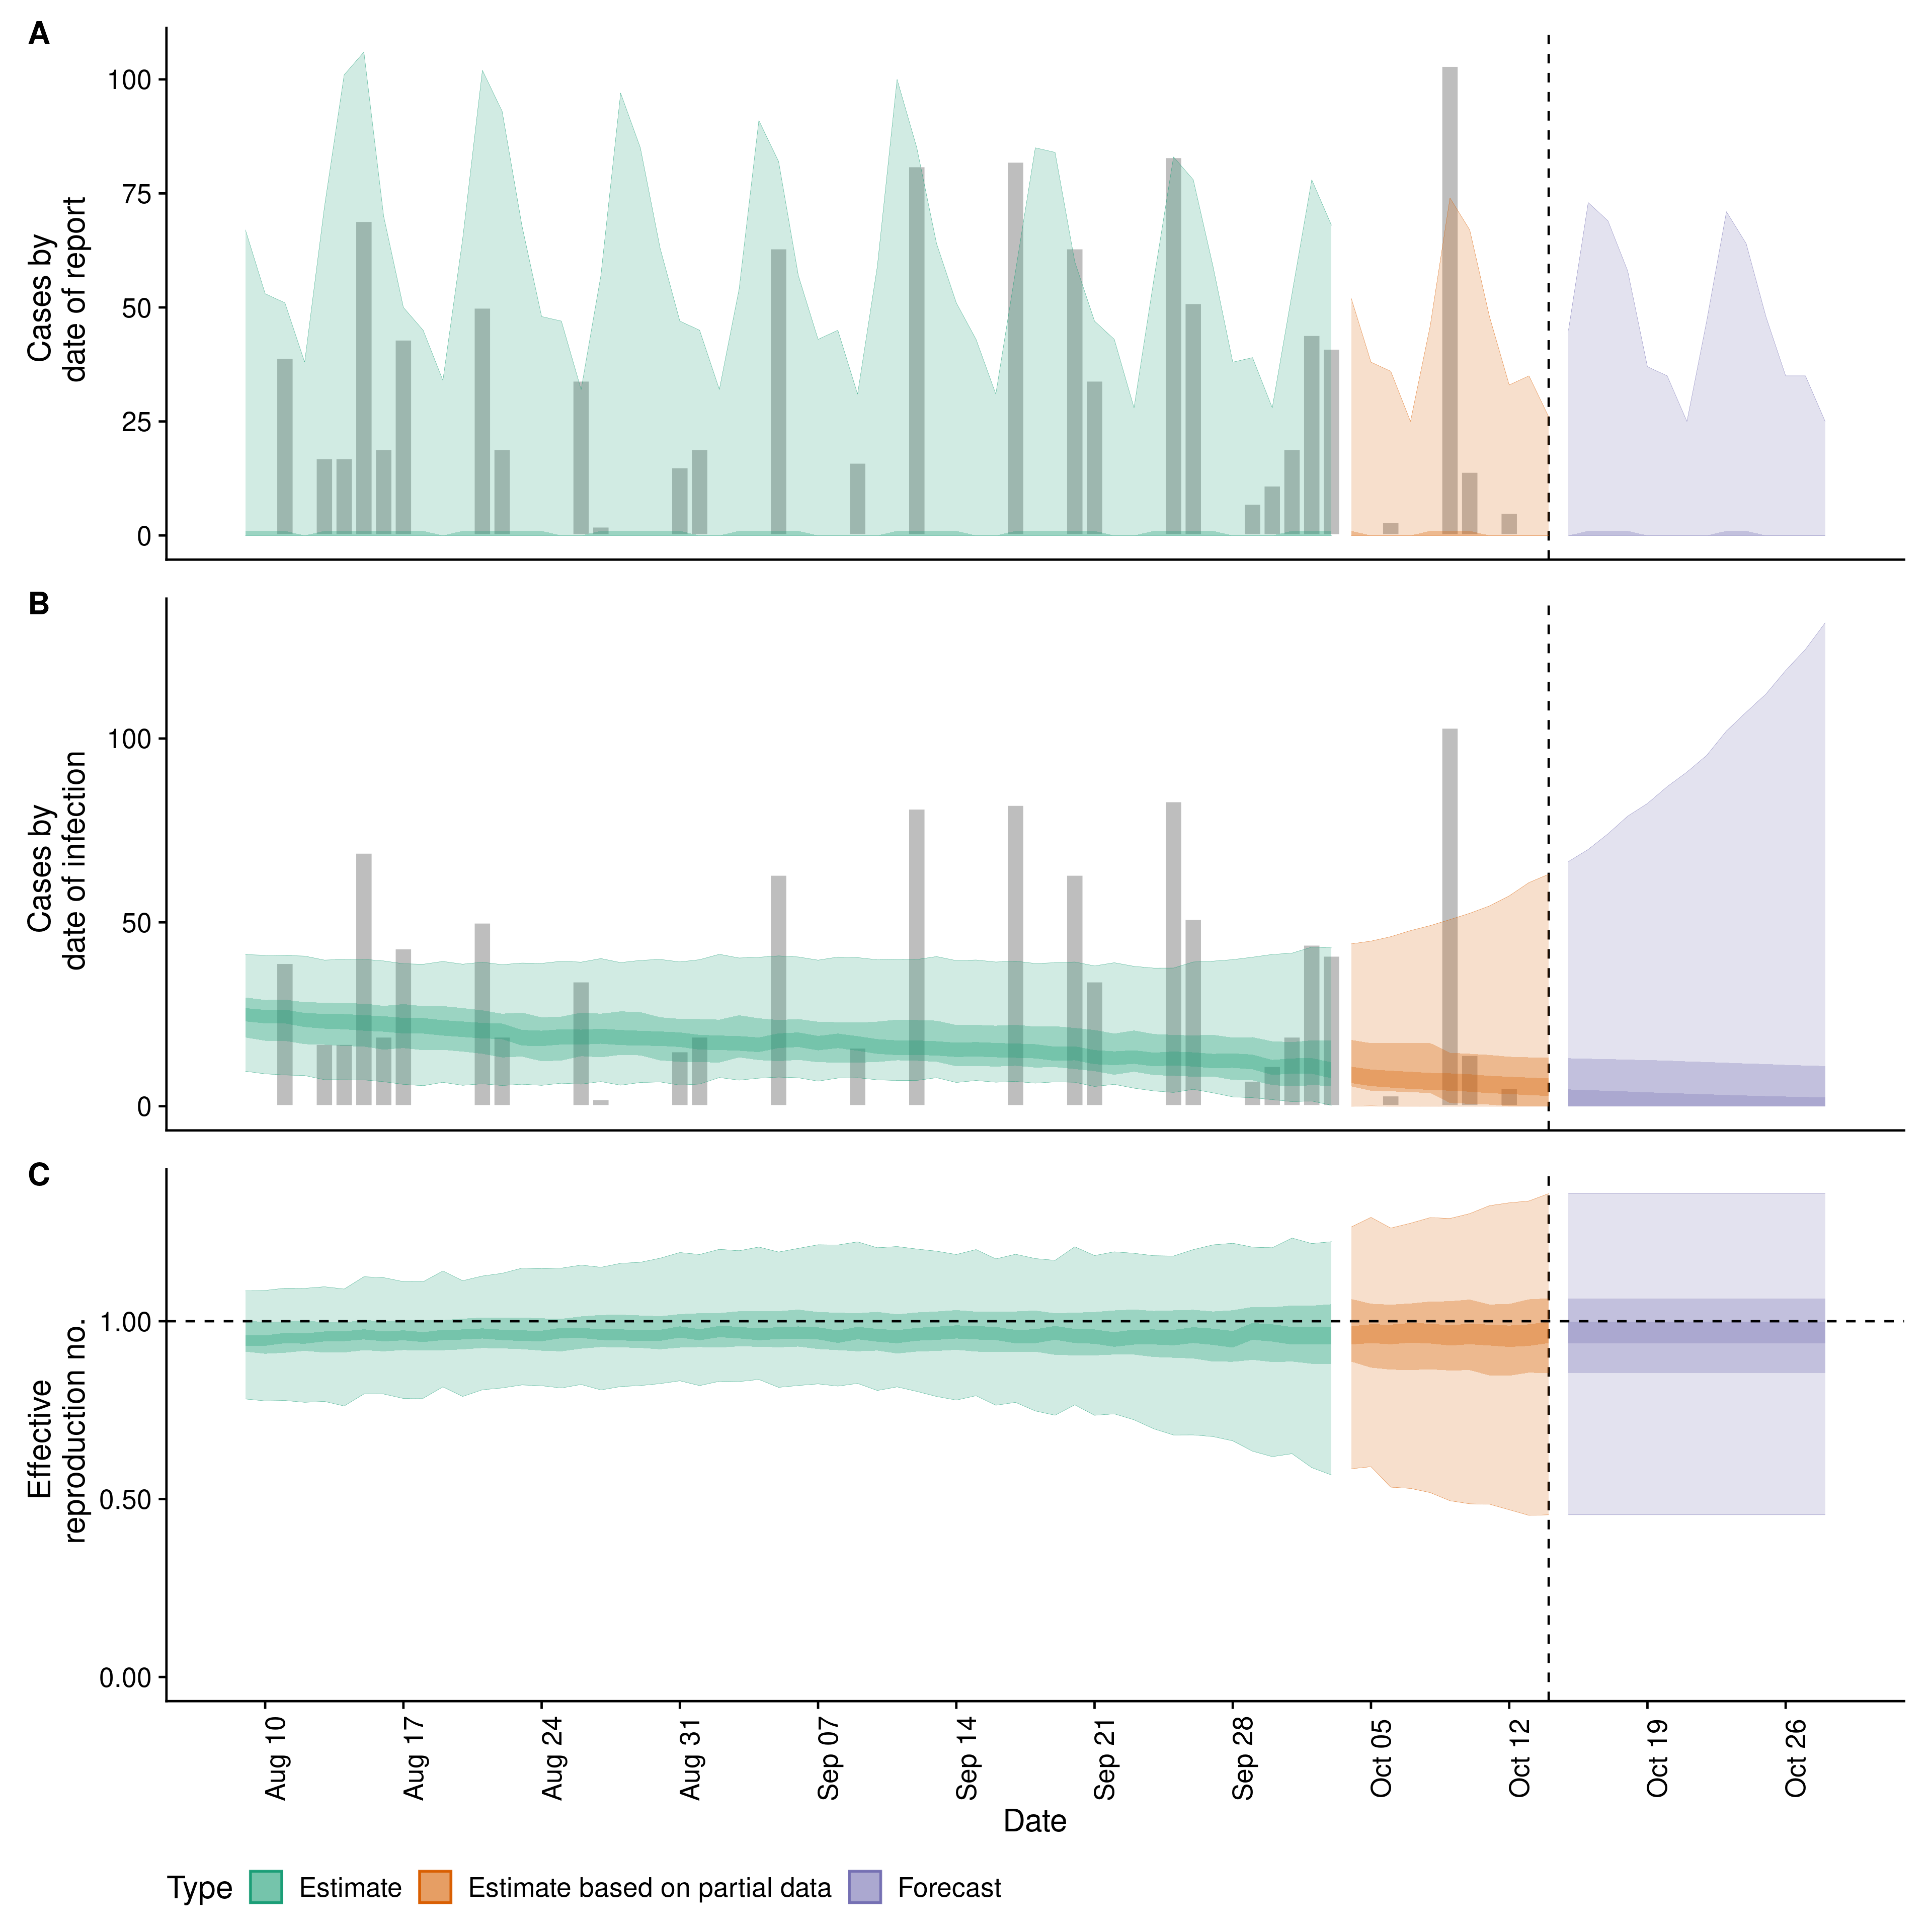 A
Cases by
date of report
100
75
50
25
0
B
Cases by
date of infection
100
50
0
C
Effective
reproduction no.
1.00
0.50
0.00
Aug 10
Aug 17
Aug 24
Aug 31
Sep 07
Sep 14
Sep 21
Sep 28
Oct 05
Oct 12
Oct 19
Oct 26
Date
Type Estimate Estimate based on partial data Forecast